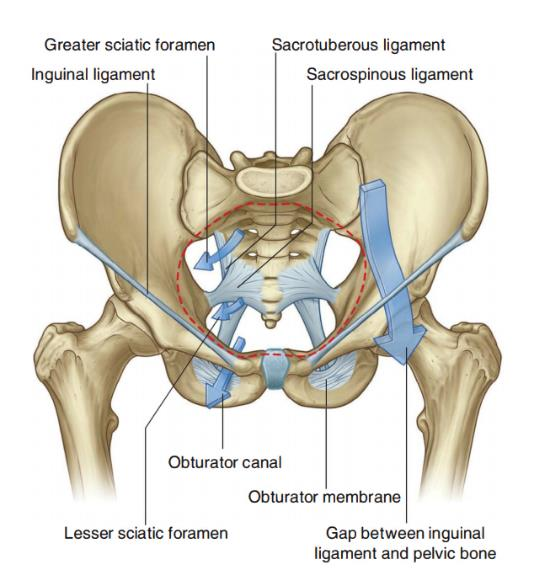 Greater sciatic foramen
Sacrotuberous ligament
Inguinal ligament
Sacrospinous ligament
Obturator canal
Obturator membrane
Lesser sciatic foramen
Gap between inguinal
ligament and pelvic bone